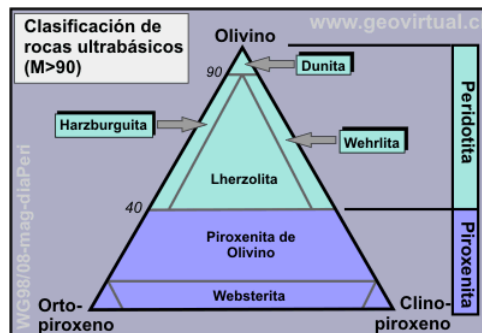 Clasificación de
rocas ultrabásicos
(M>90)
www.geovirtual.cl
Olivino
90
Dunita
Harzburguita
Wehrlita
Lherzolita
Peridotita
40
Piroxenita de
Olivino
Piroxenita
Websterita
Orto-
piroxeno
Clino-
piroxeno
WG98/08-mag-diaPeri